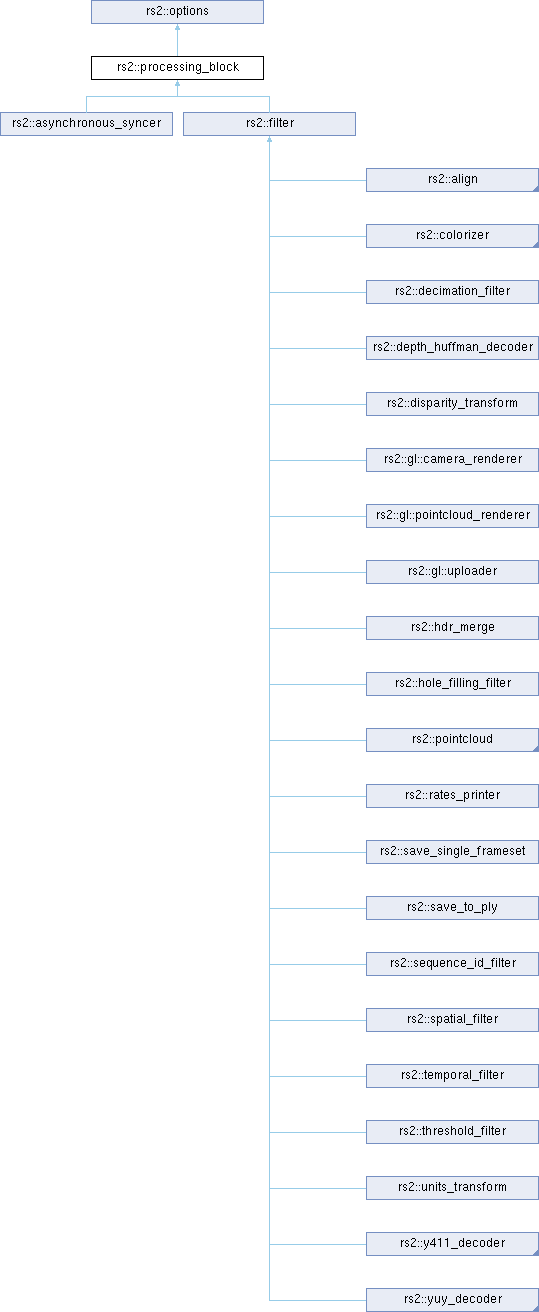 rs2::options
rs2::processing_block
rs2::asynchronous_syncer
rs2::filter
rs2::align
rs2::colorizer
rs2::decimation_filter
rs2::depth_huffman_decoder
rs2::disparity_transform
rs2::gl::camera_renderer
rs2::gl::pointcloud_renderer
rs2::gl::uploader
rs2::hdr_merge
rs2::hole_filling_filter
rs2::pointcloud
rs2::rates_printer
rs2::save_single_frameset
rs2::save_to_ply
rs2::sequence_id_filter
rs2::spatial_filter
rs2::temporal_filter
rs2::threshold_filter
rs2::units_transform
rs2::y411_decoder
rs2::yuy_decoder